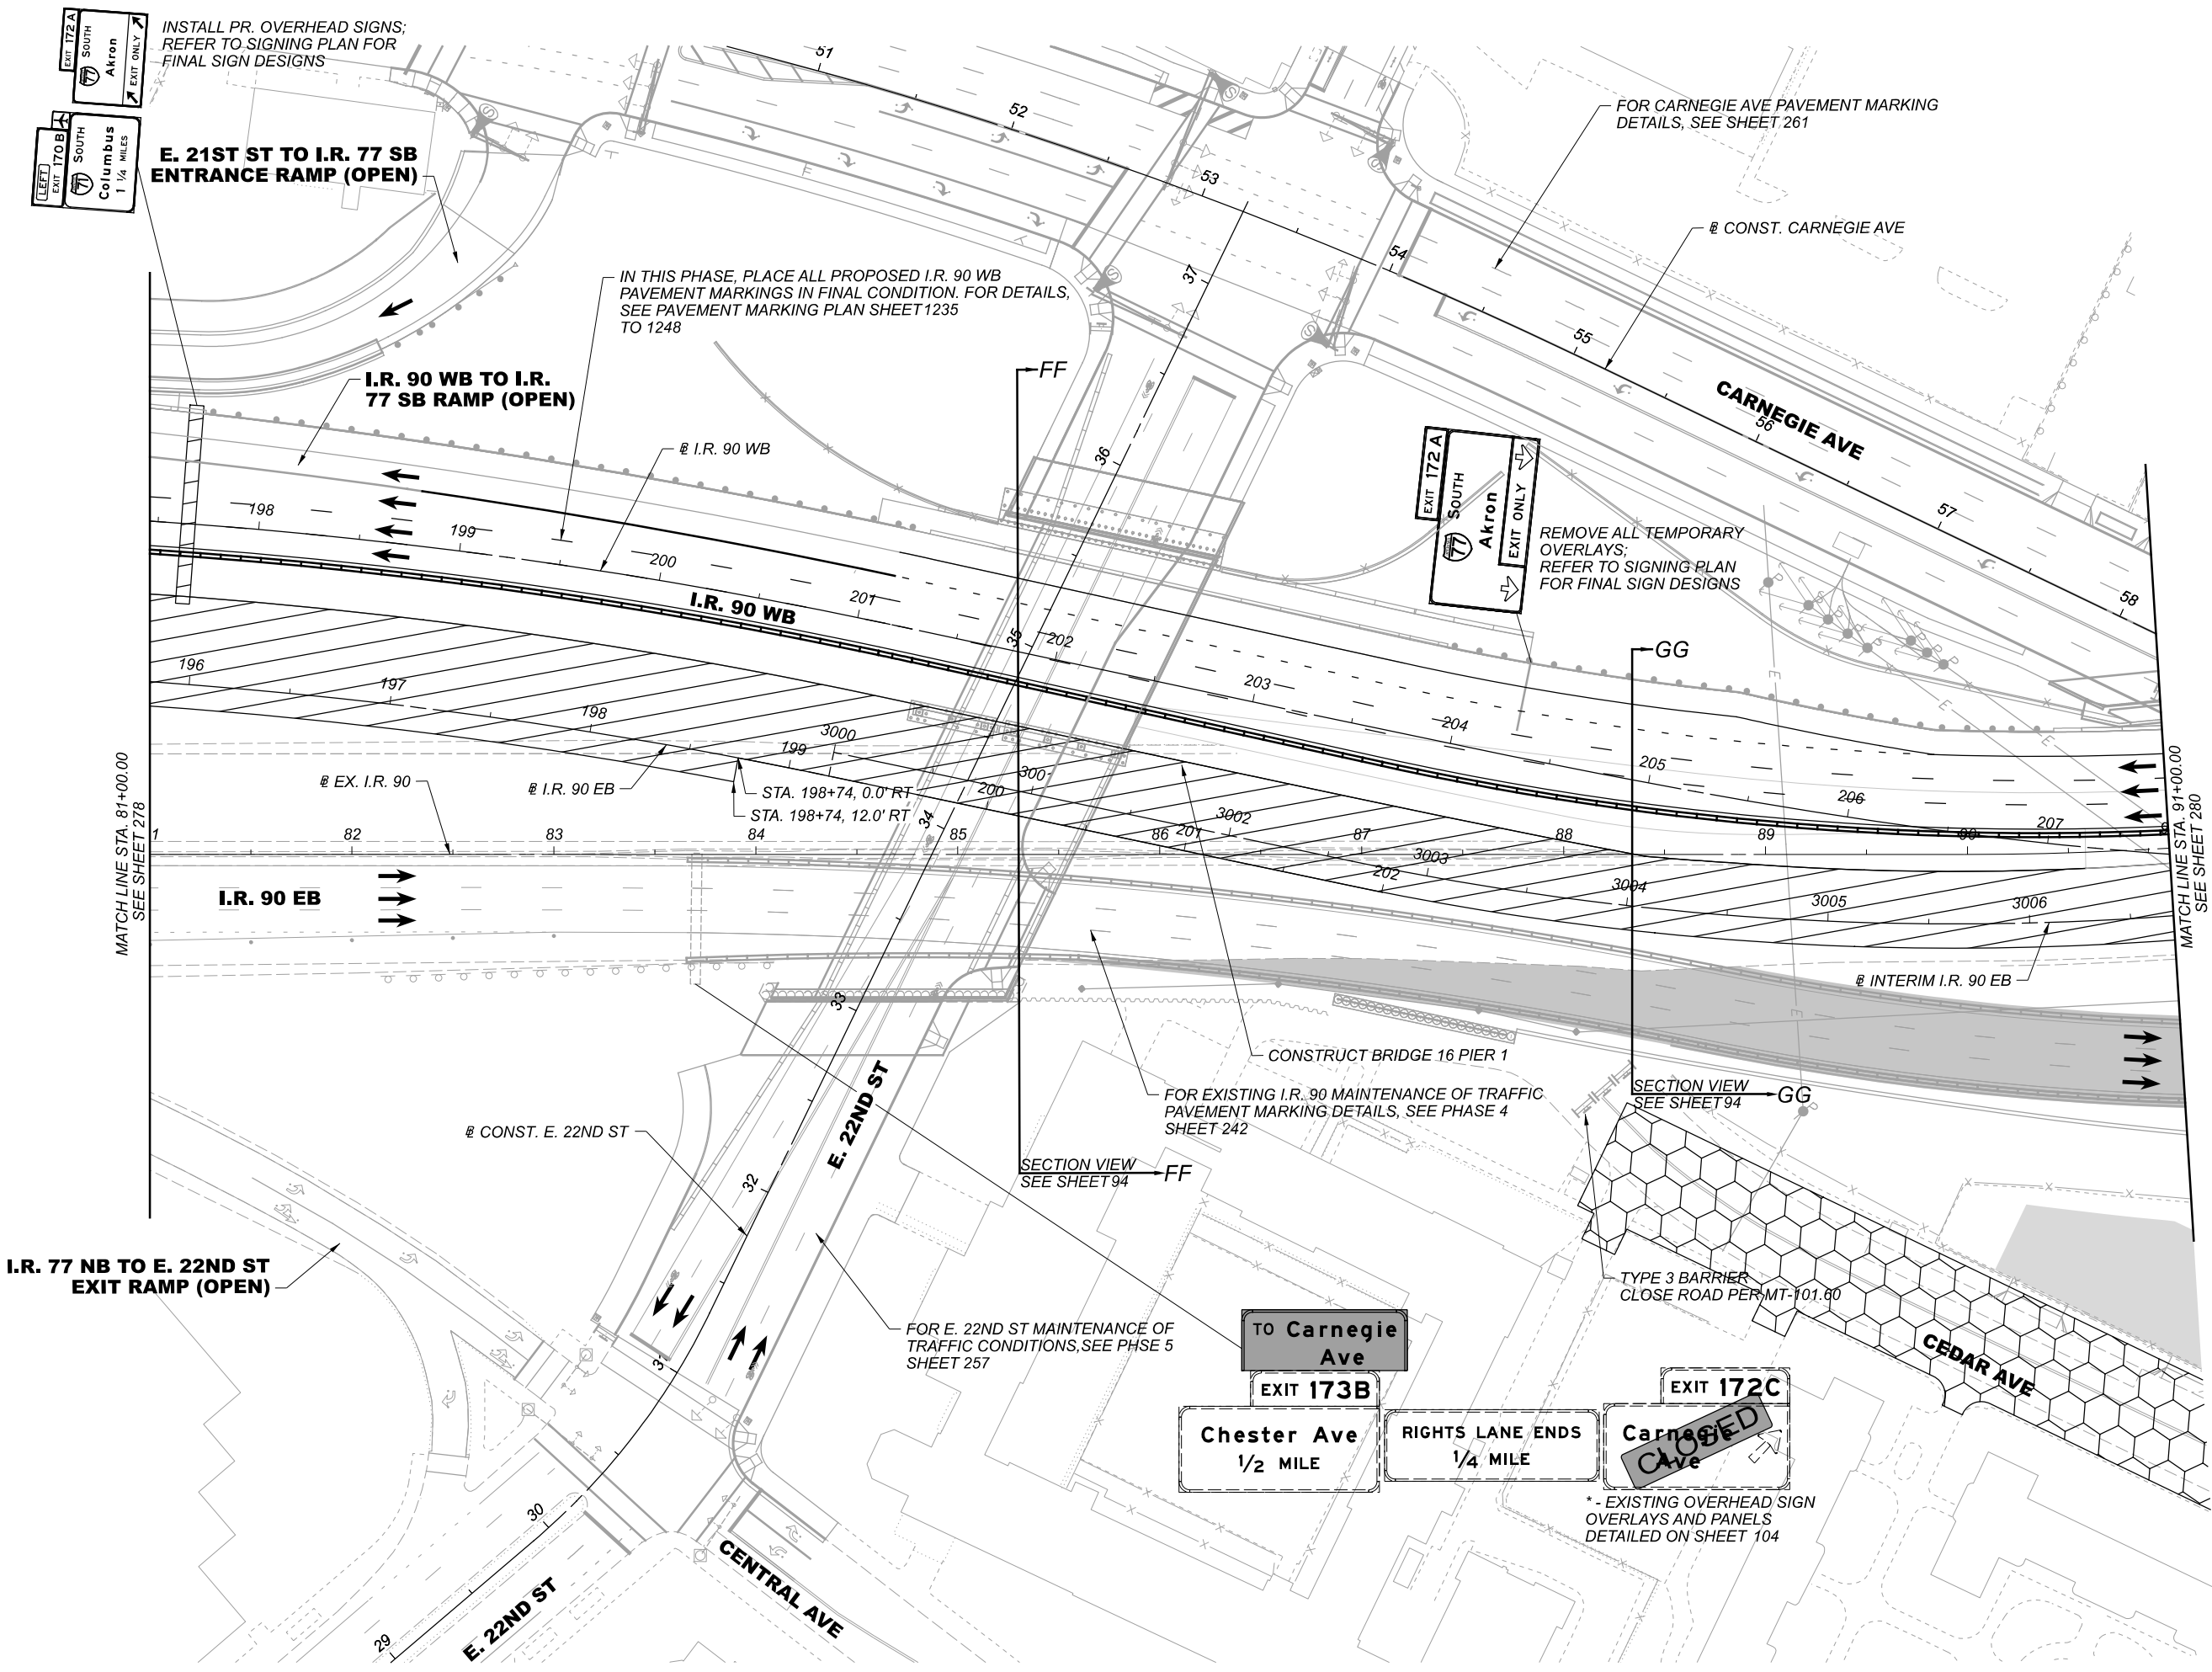 EXIT 172 A
77 SOUTH
Akron
EXIT ONLY
INSTALL PR. OVERHEAD SIGNS;
REFER TO SIGNING PLAN FOR
FINAL SIGN DESIGNS
LEFT
EXIT 170 B
71 SOUTH
Columbus
1 ¼ MILES
E. 21ST ST TO I.R. 77 SB
ENTRANCE RAMP (OPEN)
51
52
53
54
55
56
57
58
FOR CARNEGIE AVE PAVEMENT MARKING
DETAILS, SEE SHEET 261
⅊ CONST. CARNEGIE AVE
CARNEGIE AVE
IN THIS PHASE, PLACE ALL PROPOSED I.R. 90 WB
PAVEMENT MARKINGS IN FINAL CONDITION. FOR DETAILS,
SEE PAVEMENT MARKING PLAN SHEET 1235
TO 1248
I.R. 90 WB TO I.R.
77 SB RAMP (OPEN)
⅊ I.R. 90 WB
FF
37
36
35
34
33
32
30
29
EXIT 172 A
77 SOUTH
Akron
EXIT ONLY
REMOVE ALL TEMPORARY
OVERLAYS;
REFER TO SIGNING PLAN
FOR FINAL SIGN DESIGNS
198
199
200
201
202
203
204
205
206
207
I.R. 90 WB
GG
196
197
198
199
200
201
202
3000
3001
3002
3003
3004
3005
3006
MATCH LINE STA. 81+00.00
SEE SHEET 278
⅊ EX. I.R. 90
⅊ I.R. 90 EB
STA. 198+74, 0.0' RT
STA. 198+74, 12.0' RT
1
82
83
84
85
86
87
88
89
90
MATCH LINE STA. 91+00.00
SEE SHEET 280
I.R. 90 EB
⅊ INTERIM I.R. 90 EB
E
E
E
E
CONSTRUCT BRIDGE 16 PIER 1
FOR EXISTING I.R. 90 MAINTENANCE OF TRAFFIC
PAVEMENT MARKING DETAILS, SEE PHASE 4
SHEET 242
SECTION VIEW
SEE SHEET 94
GG
⅊ CONST. E. 22ND ST
E. 22ND ST
SECTION VIEW
SEE SHEET 94
FF
I.R. 77 NB TO E. 22ND ST
EXIT RAMP (OPEN)
TYPE 3 BARRIER
CLOSE ROAD PER MT-101.60
FOR E. 22ND ST MAINTENANCE OF
TRAFFIC CONDITIONS,SEE PHSE 5
SHEET 257
CEDAR AVE
TO Carnegie
Ave
EXIT 173B
Chester Ave
1/2 MILE
RIGHTS LANE ENDS
1/4 MILE
EXIT 172C
Carnegie
Ave
CLOSED
* - EXISTING OVERHEAD SIGN
OVERLAYS AND PANELS
DETAILED ON SHEET 104
CENTRAL AVE
E. 22ND ST